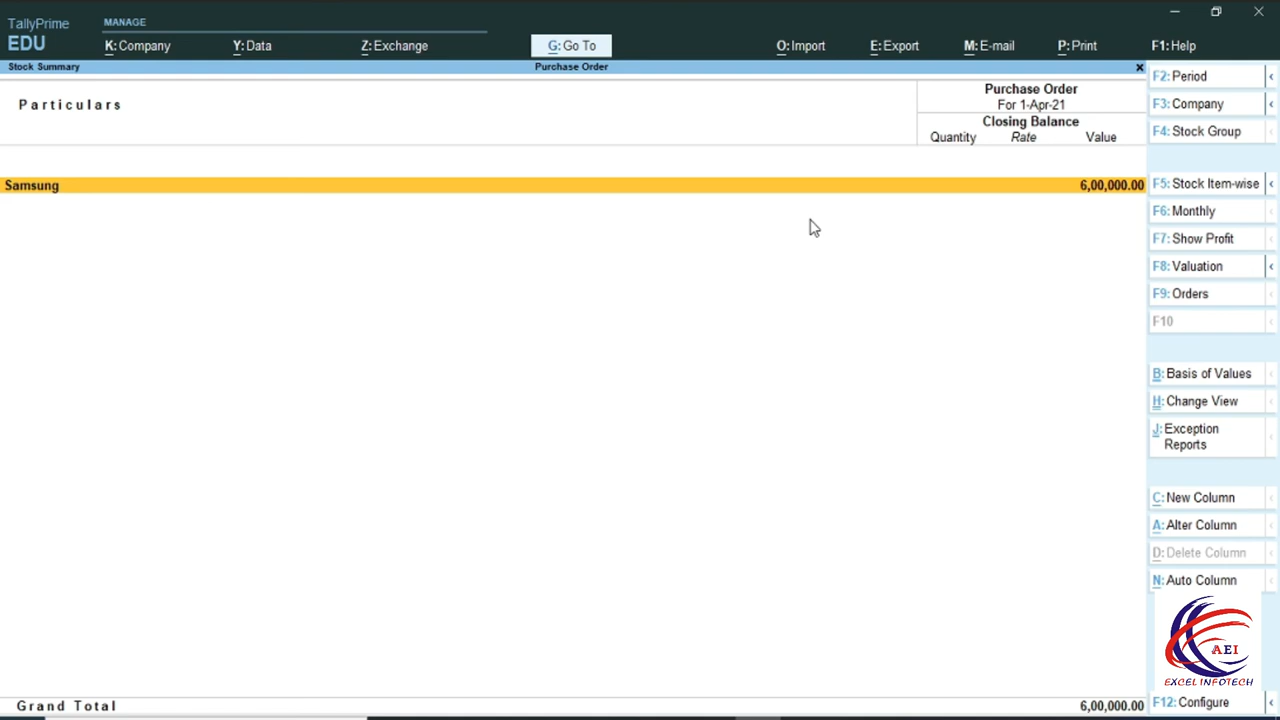 TallyPrime
EDU
MANAGE
K: Company
Y: Data
Z: Exchange
G: Go To
O: Import
E: Export
M: E-mail
P: Print
F1: Help
Stock Summary
Purchase Order
x
Particulars
Purchase Order
For 1-Apr-21
Closing Balance
Quantity Rate Value
Samsung 6,00,000.00
Grand Total 6,00,000.00
F2: Period
F3: Company
F4: Stock Group
F5: Stock Item-wise
F6: Monthly
F7: Show Profit
F8: Valuation
F9: Orders
F10
B: Basis of Values
H: Change View
J: Exception
Reports
C: New Column
A: Alter Column
D: Delete Column
N: Auto Column
AEI
EXCEL INFOTECH
F12: Configure